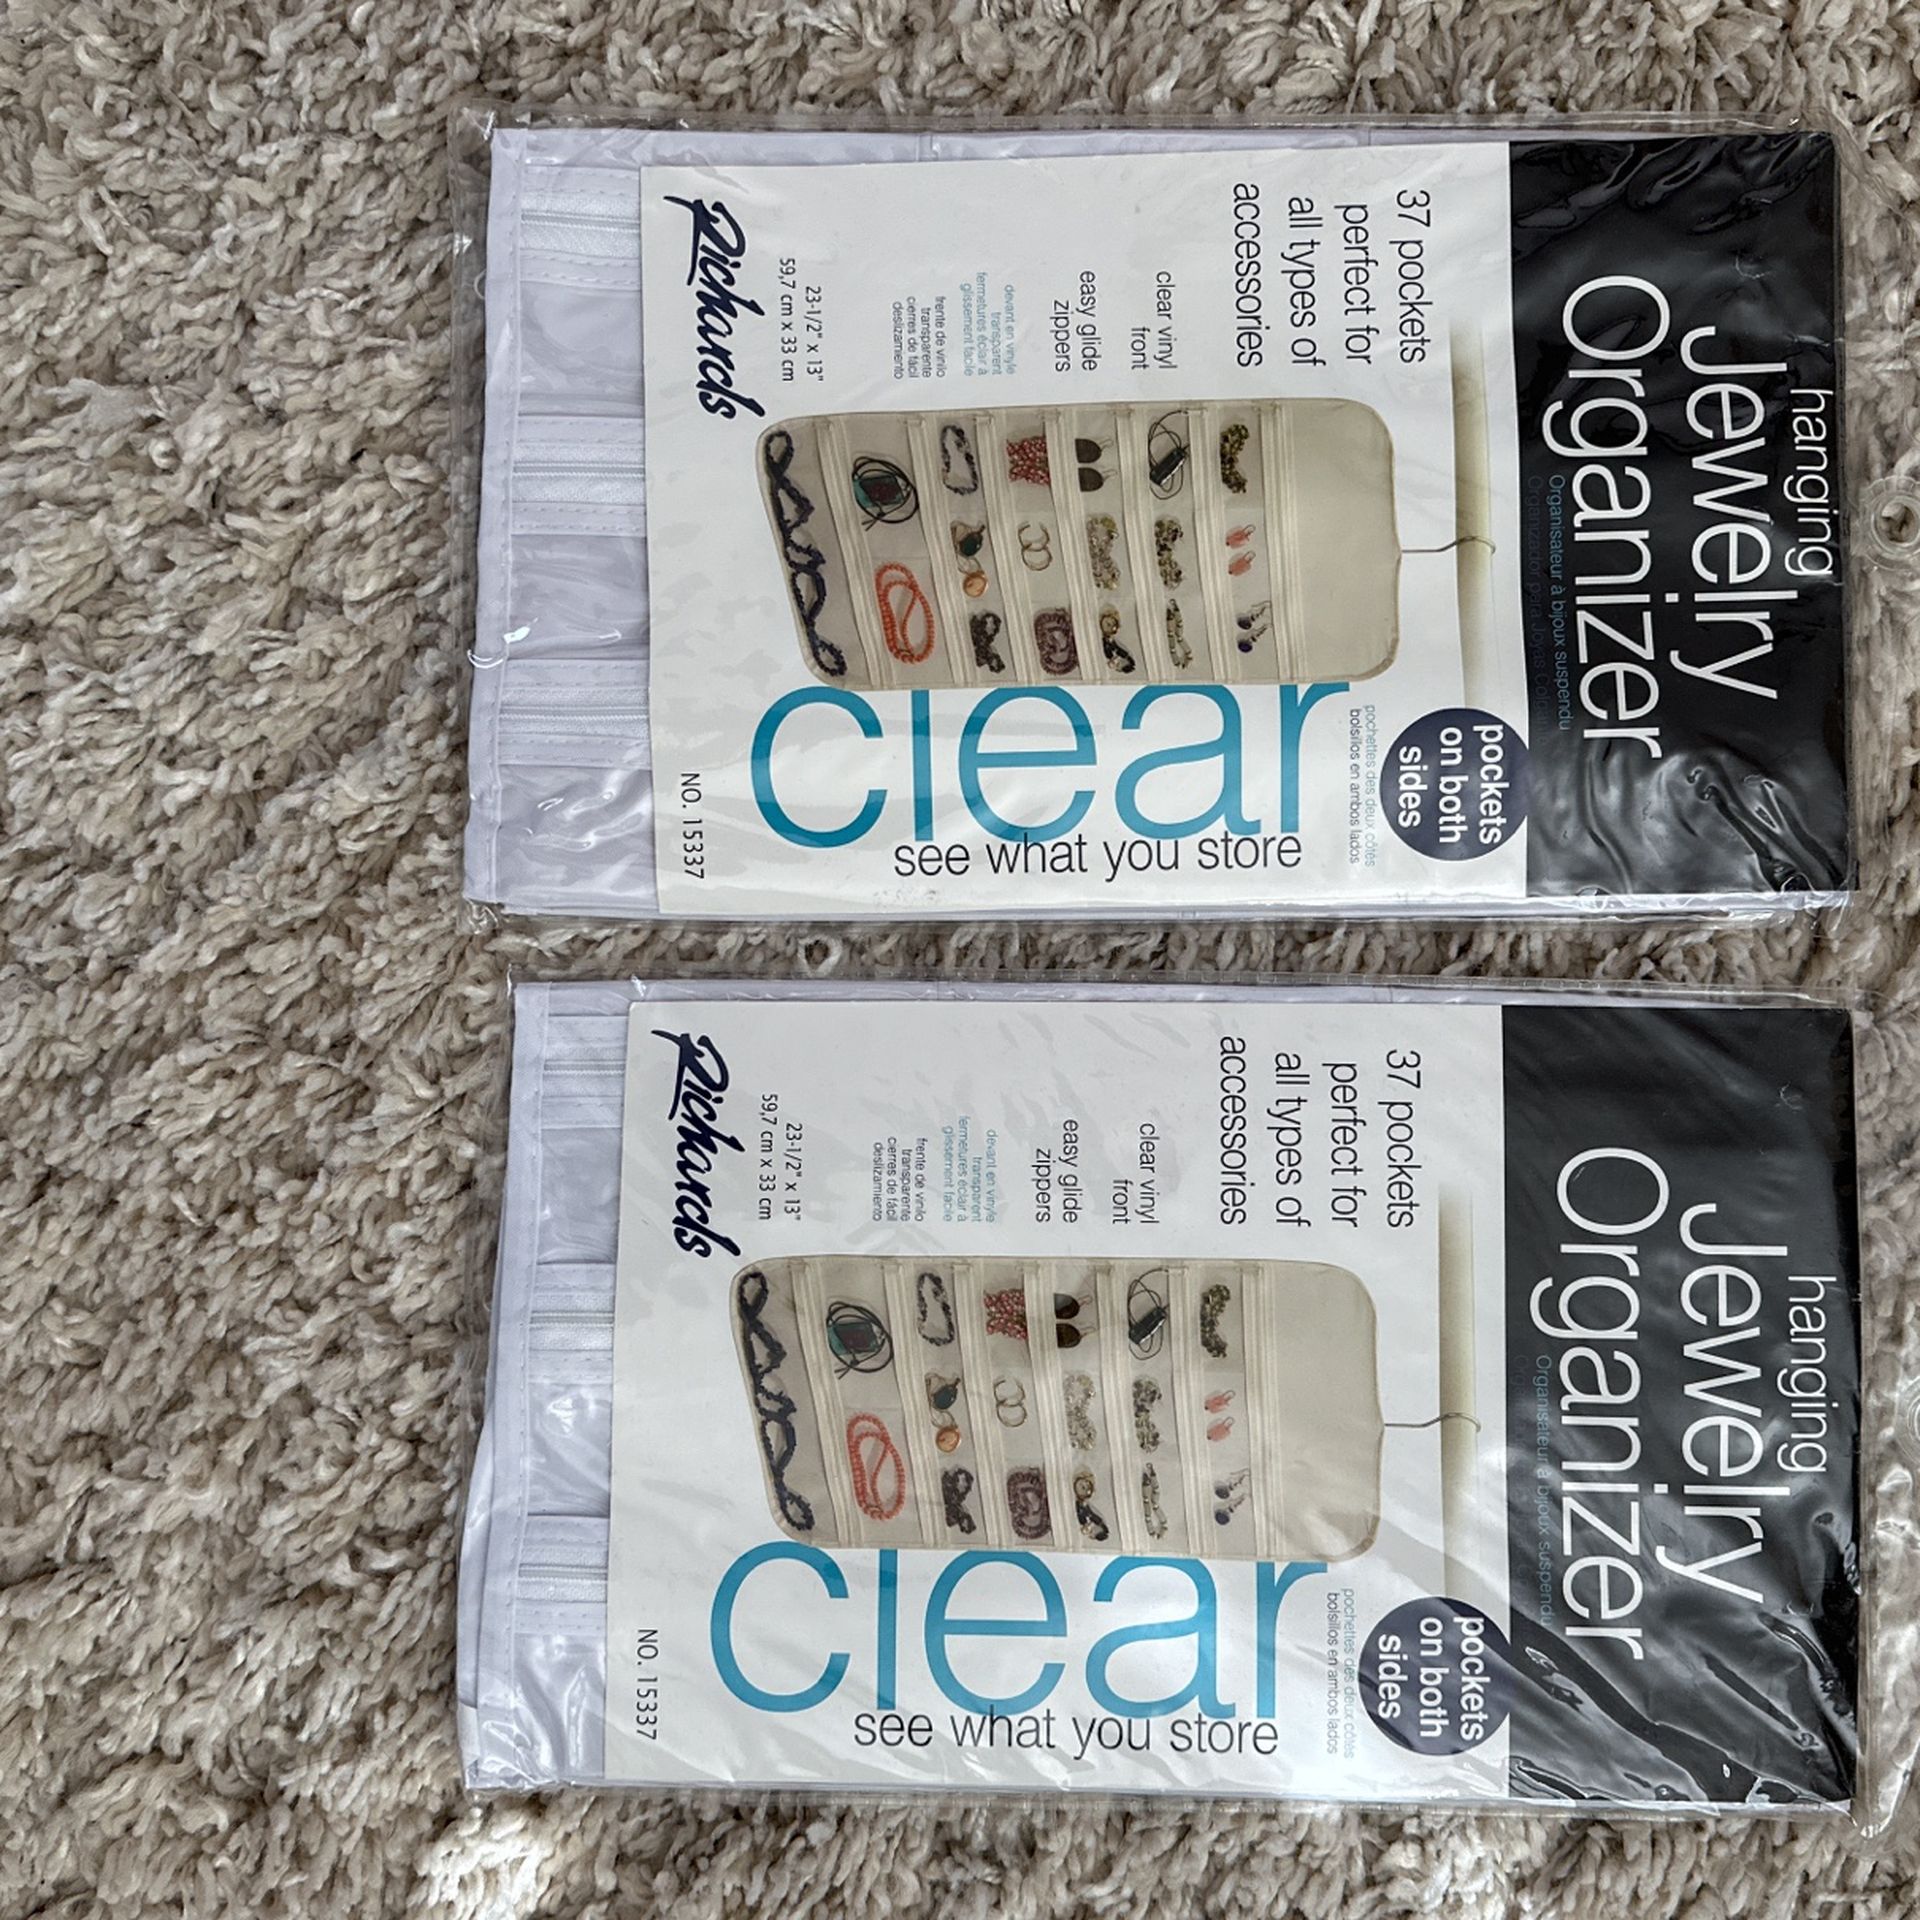 hanging
Jewelry
Organizer
Organisateur à bijoux suspendu
37 pockets
perfect for
all types of
accessories
pockets
on both
sides
pochettes des deux côtés
bolsillos en ambos lados
clear vinyl
front
easy glide
zippers
devant en vinyle
transparent
fermetures éclair à
glissement facile
frente de vinilo
transparente
cierres de fácil
deslizamiento
clear
see what you store
23-1/2" x 13"
59,7 cm x 33 cm
Richards
NO. 15337
hanging
Jewelry
Organizer
Organisateur à bijoux suspendu
37 pockets
perfect for
all types of
accessories
pockets
on both
sides
pochettes des deux côtés
bolsillos en ambos lados
clear vinyl
front
easy glide
zippers
devant en vinyle
transparent
fermetures éclair à
glissement facile
frente de vinilo
transparente
cierres de fácil
deslizamiento
clear
see what you store
23-1/2" x 13"
59,7 cm x 33 cm
Richards
NO. 15337